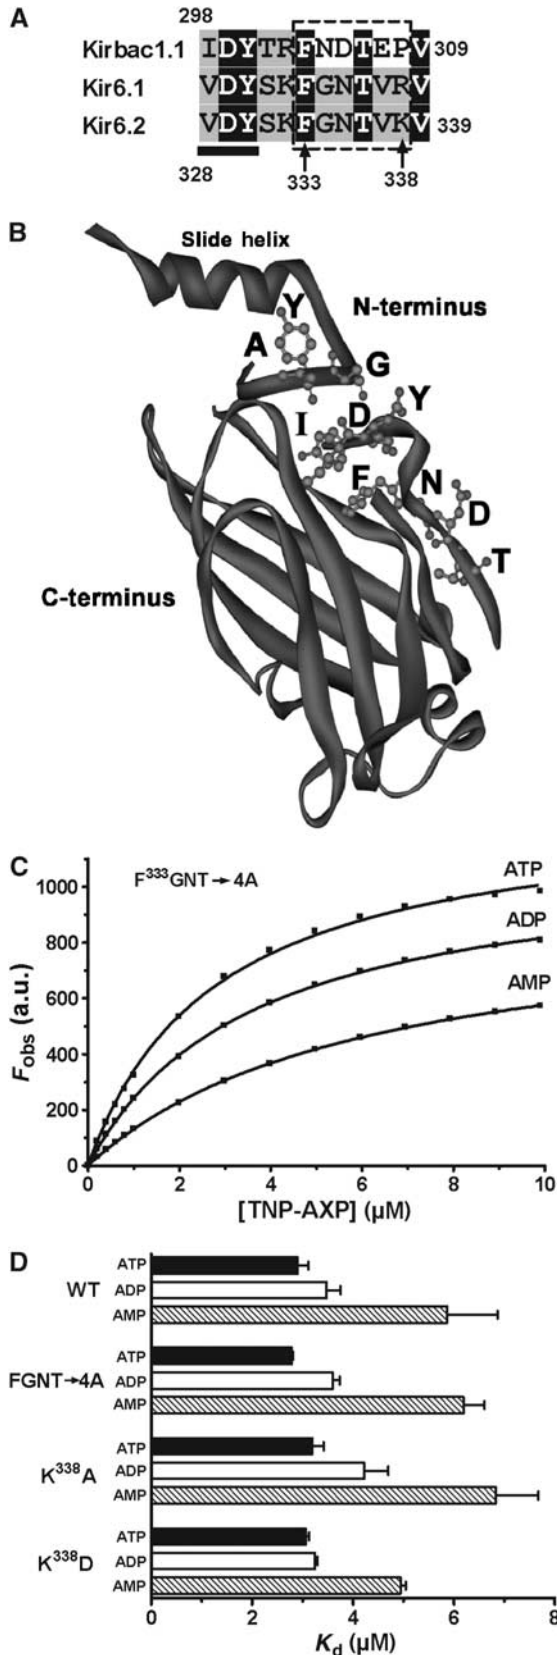 A
298
Kirbac1.1 IDYTRFNDTEPV 309
Kir6.1 VDYSKFGNTVRV
Kir6.2 VDYSKFGNTVKV 339
328 333 338
B
Slide helix
N-terminus
Y
A
G
I
D
Y
F
N
D
T
C-terminus
C
F³³³GNT→4A
ATP
ADP
AMP
Fobs (a.u.)
1000
800
600
400
200
0
0 2 4 6 8 10
[TNP-AXP] (µM)
D
WT
ATP
ADP
AMP
FGNT→4A
ATP
ADP
AMP
K³³⁸A
ATP
ADP
AMP
K³³⁸D
ATP
ADP
AMP
0 2 4 6 8
Kd (µM)